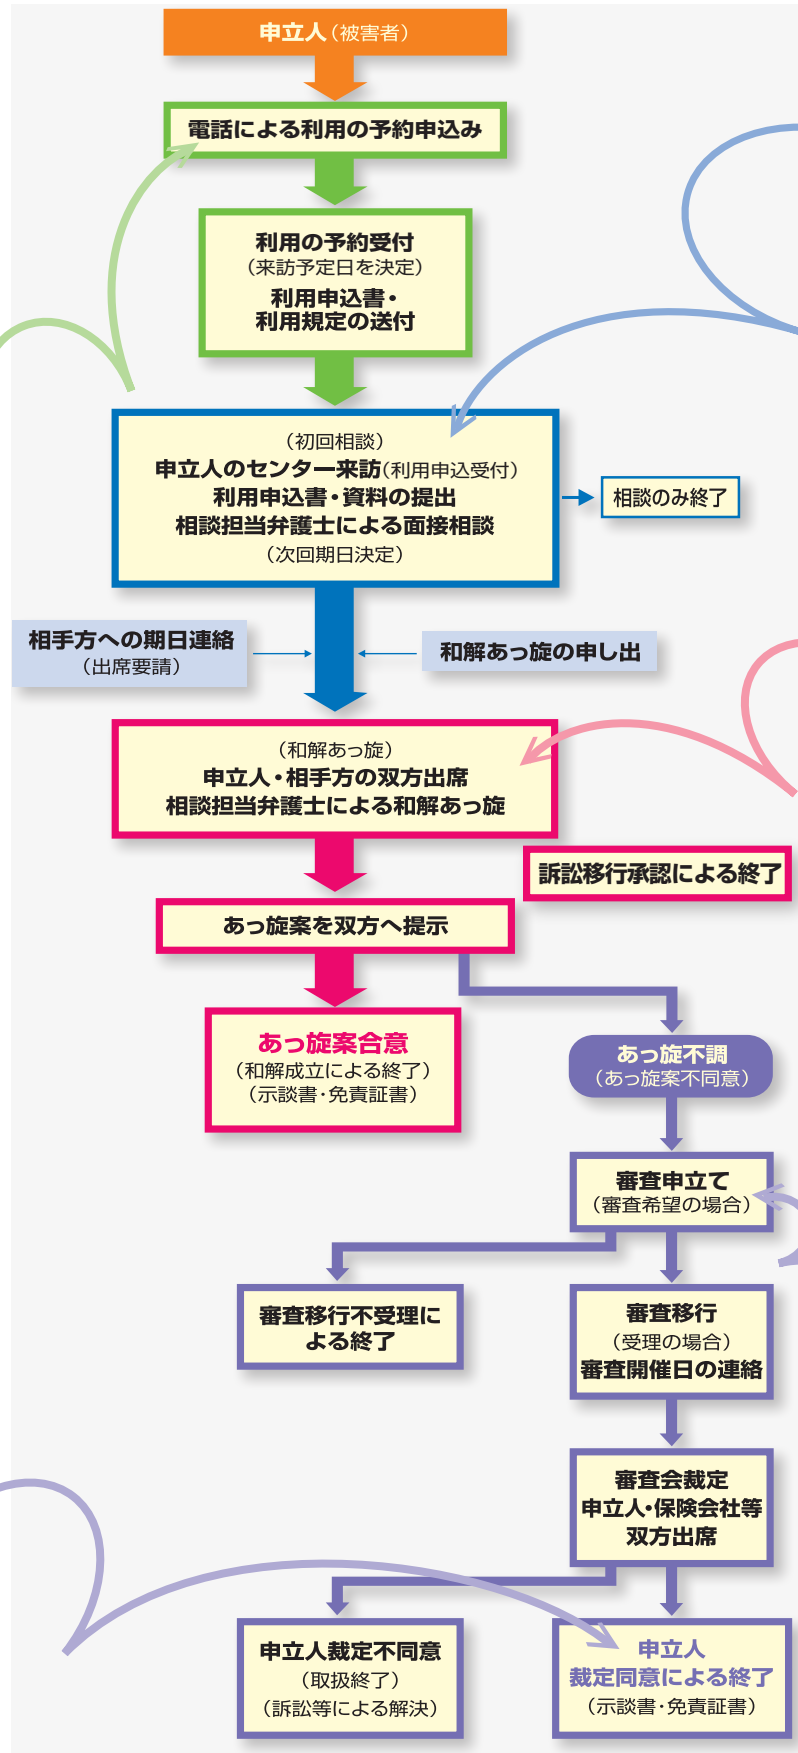 申立人（被害者）
電話による利用の予約申込み
利用の予約受付
（来訪予定日を決定）
利用申込書・
利用規定の送付
（初回相談）
申立人のセンター来訪（利用申込受付）
利用申込書・資料の提出
相談担当弁護士による面接相談
（次回期日決定）
相談のみ終了
相手方への期日連絡
（出席要請）
和解あっ旋の申し出
（和解あっ旋）
申立人・相手方の双方出席
相談担当弁護士による和解あっ旋
訴訟移行承認による終了
あっ旋案を双方へ提示
あっ旋案合意
（和解成立による終了）
（示談書・免責証書）
あっ旋不調
（あっ旋案不同意）
審査申立て
（審査希望の場合）
審査移行不受理に
よる終了
審査移行
（受理の場合）
審査開催日の連絡
審査会裁定
申立人・保険会社等
双方出席
申立人裁定不同意
（取扱終了）
（訴訟等による解決）
申立人
裁定同意による終了
（示談書・免責証書）